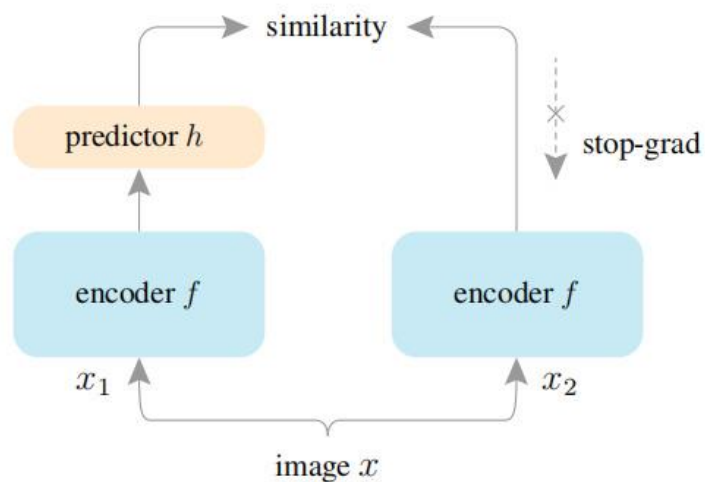 similarity
predictor h
stop-grad
encoder f
encoder f
x₁
x₂
image x